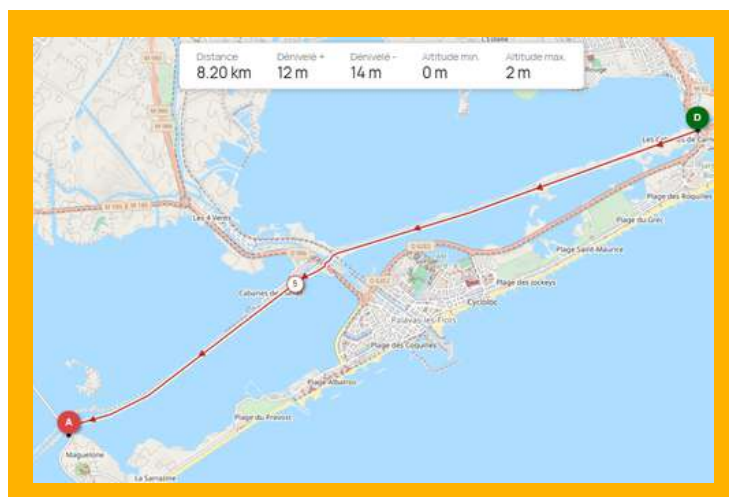 L'Estelle
Distance Dénivelé + Dénivelé - Altitude min. Altitude max.
8.20 km 12 m 14 m 0 m 2 m
D
Plage des Roquilles
Plage du Grec
Les 4 Vents
Plage Saint-Maurice
Plage des Jockeys
5
Cabanes de
Cycloloc
Palavas-les-Flots
Plage des Coquilles
Plage Albatros
Plage du Prévost
A
Maguelone
La Sarrazine